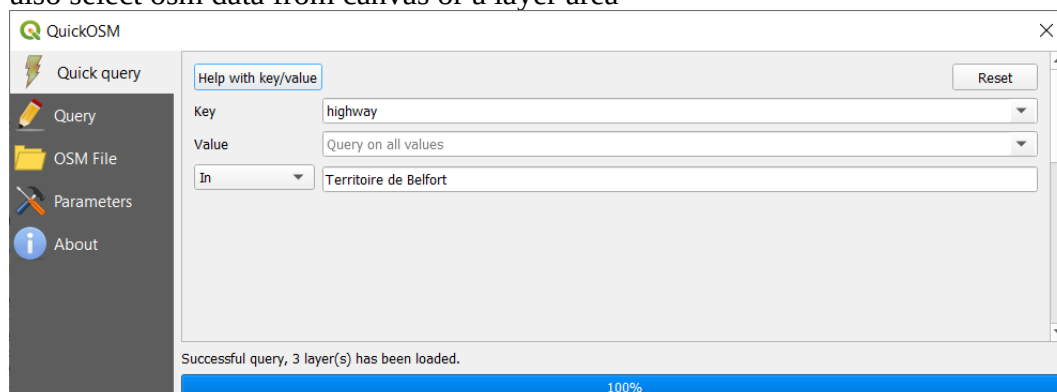 also select osm data from canvas or a layer area
QuickOSM
Quick query
Help with key/value
Reset
Query
Key
highway
Value
Query on all values
OSM File
In
Territoire de Belfort
Parameters
About
Successful query, 3 layer(s) has been loaded.
100%